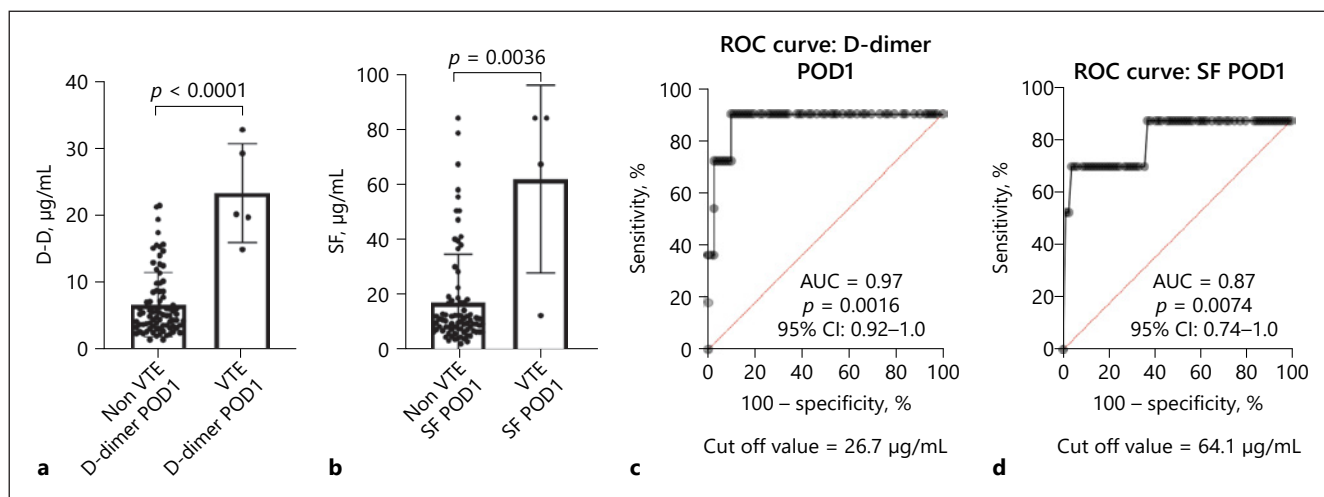 40
30
20
10
0
D-D, µg/mL
p < 0.0001
Non VTE
D-dimer POD1
VTE
D-dimer POD1
a
100
80
60
40
20
0
SF, µg/mL
p = 0.0036
Non VTE
SF POD1
VTE
SF POD1
b
ROC curve: D-dimer
POD1
100
80
60
40
20
0
Sensitivity, %
AUC = 0.97
p = 0.0016
95% CI: 0.92–1.0
0 20 40 60 80 100
100 – specificity, %
Cut off value = 26.7 µg/mL
c
ROC curve: SF POD1
100
80
60
40
20
0
Sensitivity, %
AUC = 0.87
p = 0.0074
95% CI: 0.74–1.0
0 20 40 60 80 100
100 – specificity, %
Cut off value = 64.1 µg/mL
d